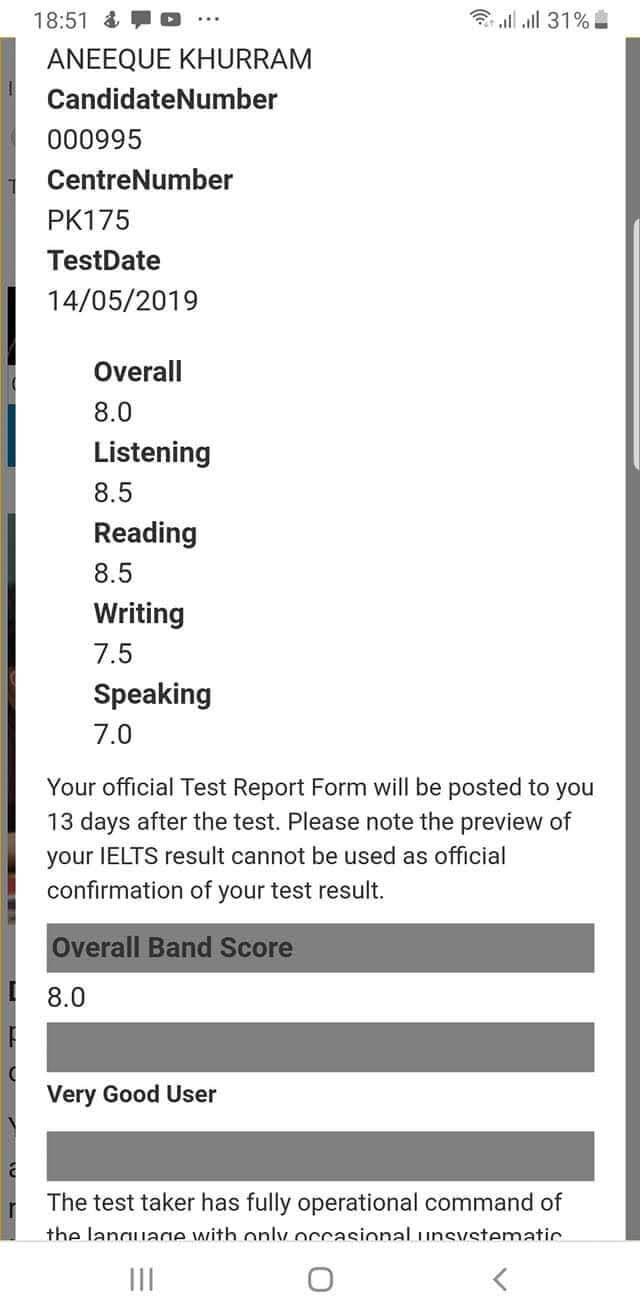 18:51
31%
ANEEQUE KHURRAM
CandidateNumber
000995
CentreNumber
PK175
TestDate
14/05/2019
Overall
8.0
Listening
8.5
Reading
8.5
Writing
7.5
Speaking
7.0
Your official Test Report Form will be posted to you
13 days after the test. Please note the preview of
your IELTS result cannot be used as official
confirmation of your test result.
Overall Band Score
8.0
Very Good User
The test taker has fully operational command of
the language with only occasional unsystematic